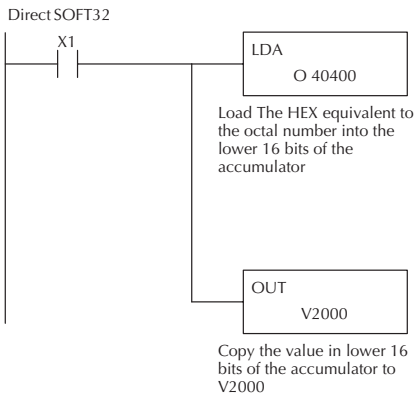 Direct SOFT32
X1
LDA
O 40400
Load The HEX equivalent to
the octal number into the
lower 16 bits of the
accumulator
OUT
V2000
Copy the value in lower 16
bits of the accumulator to
V2000